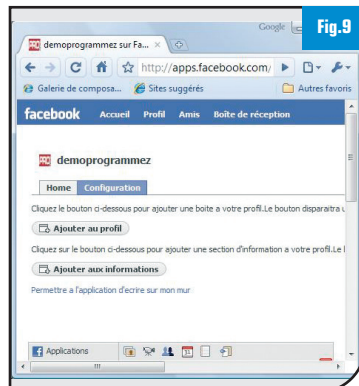 Google
Fig.9
PRO demoprogrammez sur Fa...
http://apps.facebook.com/
Galerie de composa... Sites suggérés Autres favoris
facebook Accueil Profil Amis Boîte de réception
PRO demoprogrammez
Home Configuration
Cliquez le bouton ci-dessous pour ajouter une boite a votre profil.Le bouton disparaitra
Ajouter au profil
Cliquez sur le bouton ci-dessous pour ajouter une section d'information a votre profil.Le
Ajouter aux informations
Permettre a l'application d'ecrire sur mon mur
Applications